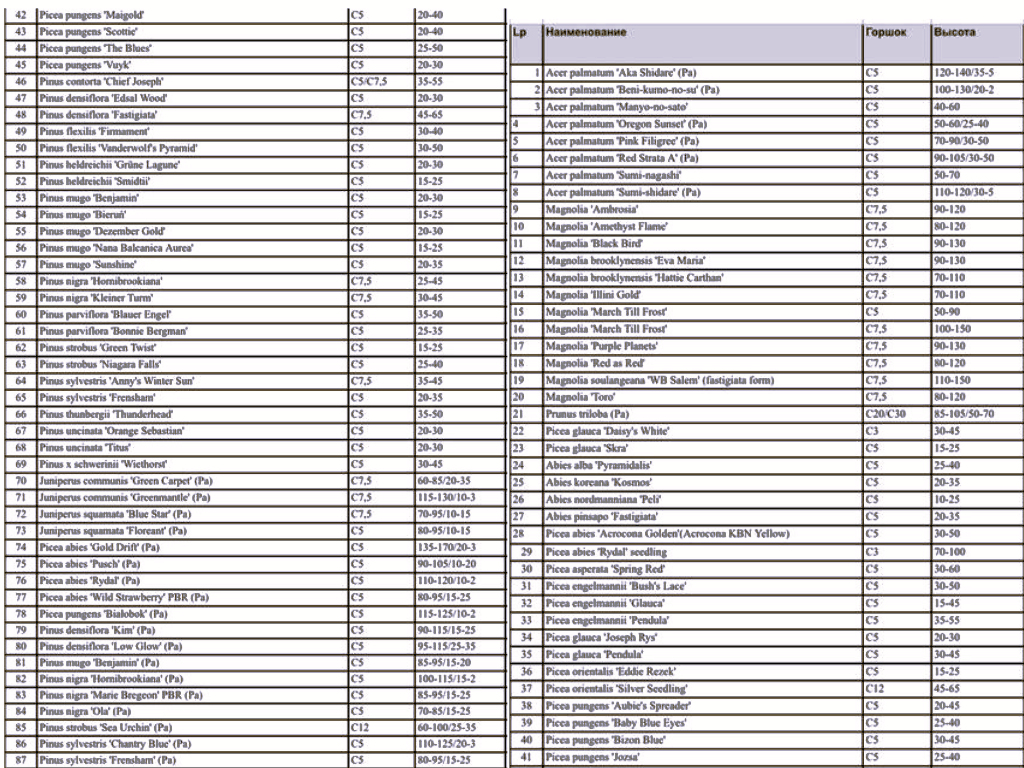 42 Picea pungens 'Maigold' C5 20-40
43 Picea pungens 'Scottie' C5 20-40
44 Picea pungens 'The Blues' C5 25-50
45 Picea pungens 'Vuyk' C5 20-30
46 Pinus contorta 'Chief Joseph' C5/C7,5 35-55
47 Pinus densiflora 'Edsal Wood' C5 20-30
48 Pinus densiflora 'Fastigiata' C7,5 45-65
49 Pinus flexilis 'Firmament' C5 30-40
50 Pinus flexilis 'Vanderwolf's Pyramid' C5 30-50
51 Pinus heldreichii 'Grüne Lagune' C5 20-30
52 Pinus heldreichii 'Smidtii' C5 15-25
53 Pinus mugo 'Benjamin' C5 20-30
54 Pinus mugo 'Bieruń' C5 15-25
55 Pinus mugo 'Dezember Gold' C5 20-30
56 Pinus mugo 'Nana Balcanica Aurea' C5 15-25
57 Pinus mugo 'Sunshine' C5 20-35
58 Pinus nigra 'Hornibrookiana' C7,5 25-45
59 Pinus nigra 'Kleiner Turm' C7,5 30-45
60 Pinus parviflora 'Blauer Engel' C5 35-50
61 Pinus parviflora 'Bonnie Bergman' C5 25-35
62 Pinus strobus 'Green Twist' C5 15-25
63 Pinus strobus 'Niagara Falls' C5 25-40
64 Pinus sylvestris 'Anny's Winter Sun' C7,5 35-45
65 Pinus sylvestris 'Frensham' C5 20-35
66 Pinus thunbergii 'Thunderhead' C5 35-50
67 Pinus uncinata 'Orange Sebastian' C5 20-30
68 Pinus uncinata 'Titus' C5 20-30
69 Pinus x schwerinii 'Wiethorst' C5 30-45
70 Juniperus communis 'Green Carpet' (Pa) C7,5 60-85/20-35
71 Juniperus communis 'Greenmantle' (Pa) C7,5 115-130/10-3
72 Juniperus squamata 'Blue Star' (Pa) C7,5 70-95/10-15
73 Juniperus squamata 'Floreant' (Pa) C5 80-95/10-15
74 Picea abies 'Gold Drift' (Pa) C5 135-170/20-3
75 Picea abies 'Pusch' (Pa) C5 90-105/10-20
76 Picea abies 'Rydal' (Pa) C5 110-120/10-2
77 Picea abies 'Wild Strawberry' PBR (Pa) C5 80-95/15-25
78 Picea pungens 'Białobok' (Pa) C5 115-125/10-2
79 Pinus densiflora 'Kim' (Pa) C5 90-115/15-25
80 Pinus densiflora 'Low Glow' (Pa) C5 95-115/25-35
81 Pinus mugo 'Benjamin' (Pa) C5 85-95/15-20
82 Pinus nigra 'Hornibrookiana' (Pa) C5 100-115/15-2
83 Pinus nigra 'Marie Bregeon' PBR (Pa) C5 85-95/15-25
84 Pinus nigra 'Ola' (Pa) C5 70-85/15-25
85 Pinus strobus 'Sea Urchin' (Pa) C12 60-100/25-35
86 Pinus sylvestris 'Chantry Blue' (Pa) C5 110-125/20-3
87 Pinus sylvestris 'Frensham' (Pa) C5 80-95/15-25
Lp Наименование Горшок Высота
1 Acer palmatum 'Aka Shidare' (Pa) C5 120-140/35-5
2 Acer palmatum 'Beni-kumo-no-su' (Pa) C5 100-130/20-2
3 Acer palmatum 'Manyo-no-sato' C5 40-60
4 Acer palmatum 'Oregon Sunset' (Pa) C5 50-60/25-40
5 Acer palmatum 'Pink Filigree' (Pa) C5 70-90/30-50
6 Acer palmatum 'Red Strata A' (Pa) C5 90-105/30-50
7 Acer palmatum 'Sumi-nagashi' C5 50-70
8 Acer palmatum 'Sumi-shidare' (Pa) C5 110-120/30-5
9 Magnolia 'Ambrosia' C7,5 90-120
10 Magnolia 'Amethyst Flame' C7,5 80-120
11 Magnolia 'Black Bird' C7,5 90-130
12 Magnolia brooklynensis 'Eva Maria' C7,5 90-130
13 Magnolia brooklynensis 'Hattie Carthan' C7,5 70-110
14 Magnolia 'Illini Gold' C7,5 70-110
15 Magnolia 'March Till Frost' C5 50-90
16 Magnolia 'March Till Frost' C7,5 100-150
17 Magnolia 'Purple Planets' C7,5 90-130
18 Magnolia 'Red as Red' C7,5 80-120
19 Magnolia soulangeana 'WB Salem' (fastigiata form) C7,5 110-150
20 Magnolia 'Toro' C7,5 80-120
21 Prunus triloba (Pa) C20/C30 85-105/50-70
22 Picea glauca 'Daisy's White' C3 30-45
23 Picea glauca 'Skra' C5 15-25
24 Abies alba 'Pyramidalis' C5 25-40
25 Abies koreana 'Kosmos' C5 20-35
26 Abies nordmanniana 'Peli' C5 10-25
27 Abies pinsapo 'Fastigiata' C5 20-35
28 Picea abies 'Acrocona Golden'(Acrocona KBN Yellow) C5 30-50
29 Picea abies 'Rydal' seedling C3 70-100
30 Picea asperata 'Spring Red' C5 30-60
31 Picea engelmannii 'Bush's Lace' C5 30-50
32 Picea engelmannii 'Glauca' C5 15-45
33 Picea engelmannii 'Pendula' C5 35-55
34 Picea glauca 'Joseph Rys' C5 20-30
35 Picea glauca 'Pendula' C5 30-45
36 Picea orientalis 'Eddie Rezek' C5 15-25
37 Picea orientalis 'Silver Seedling' C12 45-65
38 Picea pungens 'Aubie's Spreader' C5 20-45
39 Picea pungens 'Baby Blue Eyes' C5 25-40
40 Picea pungens 'Bizon Blue' C5 30-45
41 Picea pungens 'Jozsa' C5 25-40